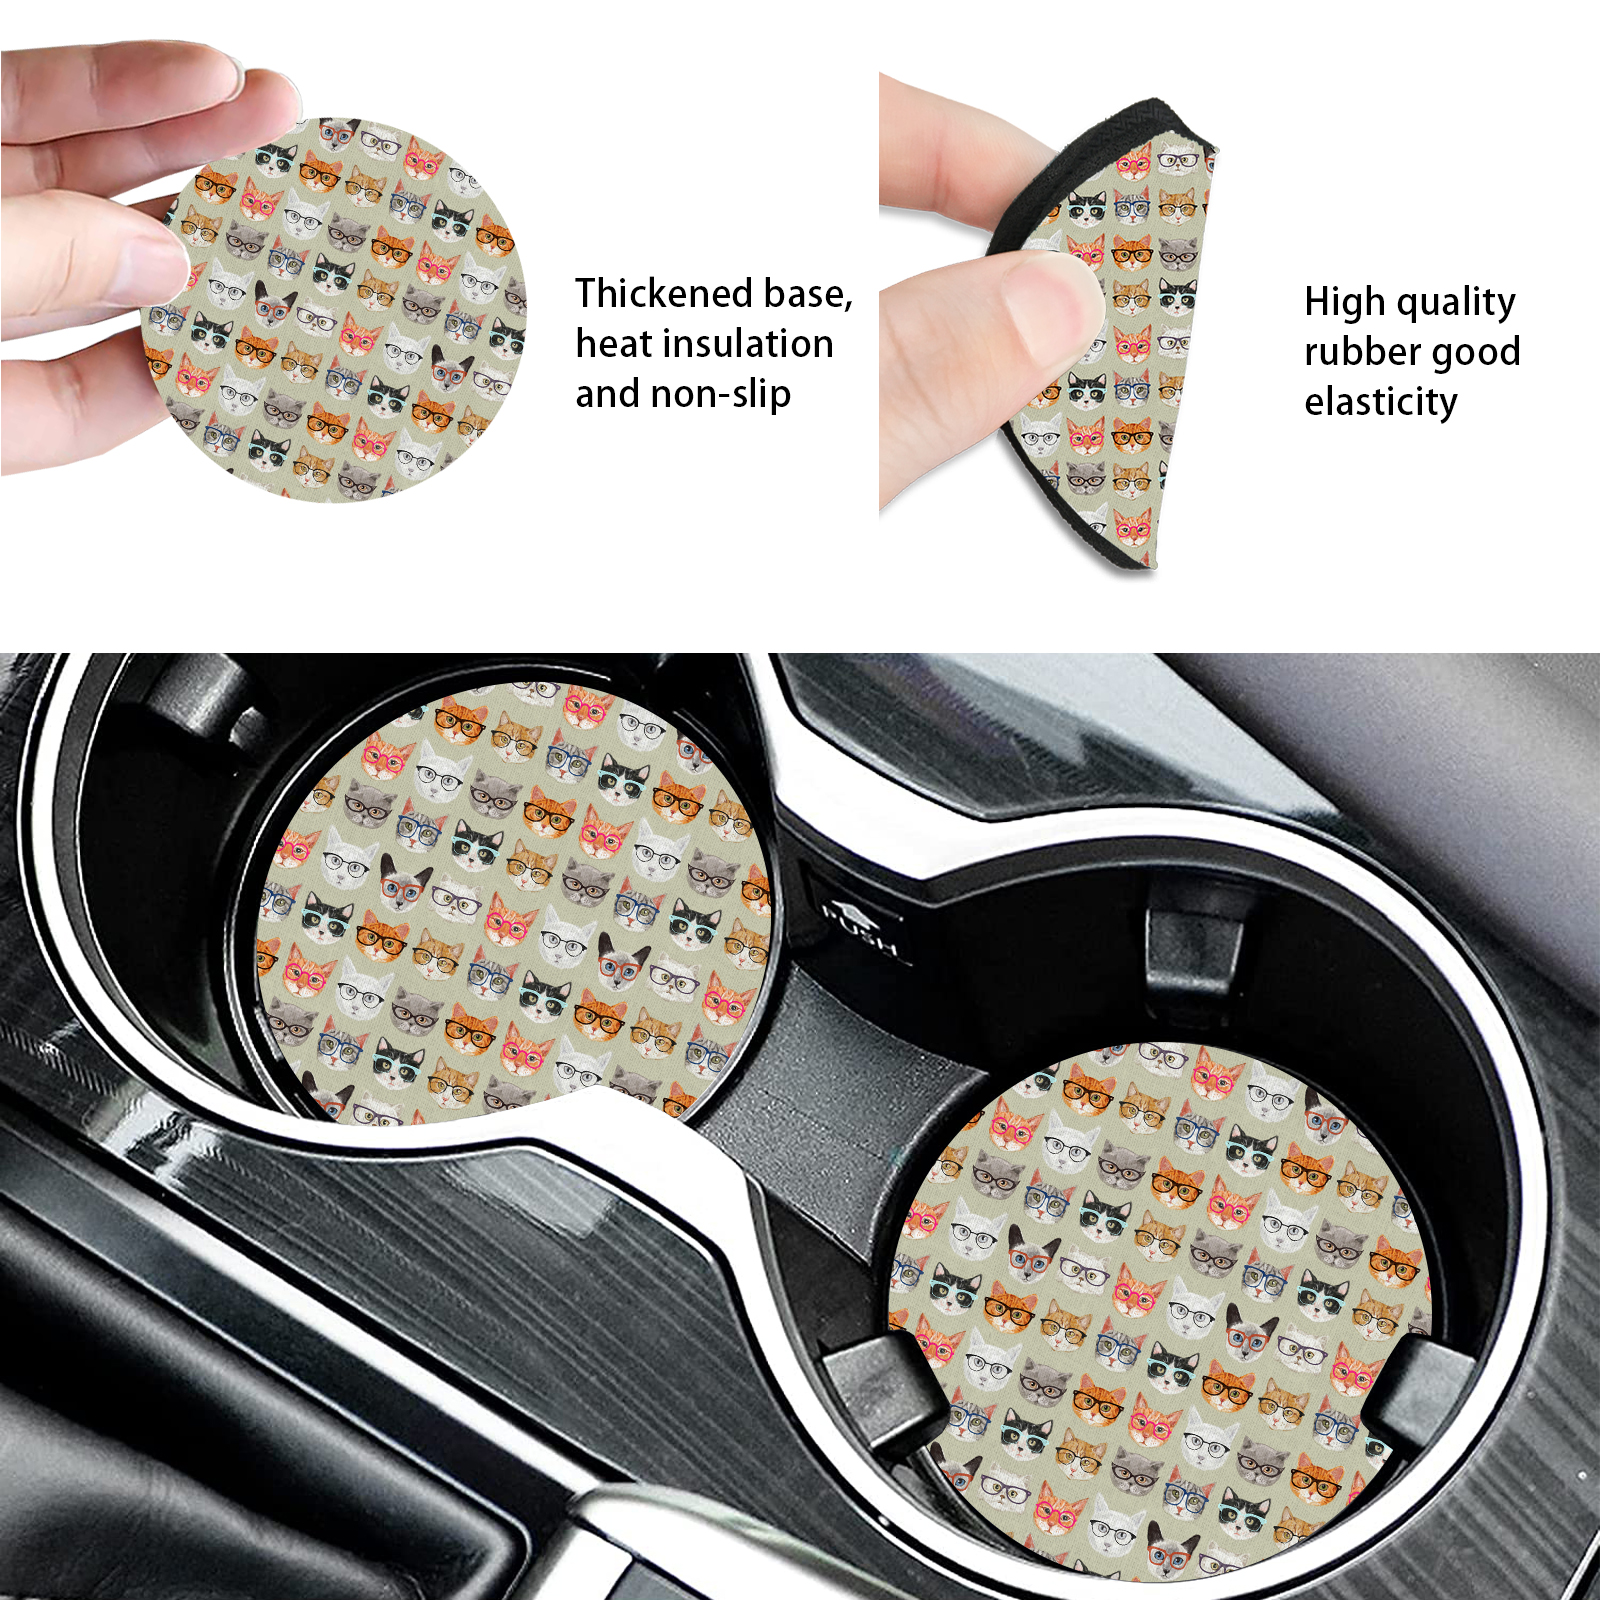 Thickened base,
heat insulation
and non-slip
High quality
rubber good
elasticity
PUSH